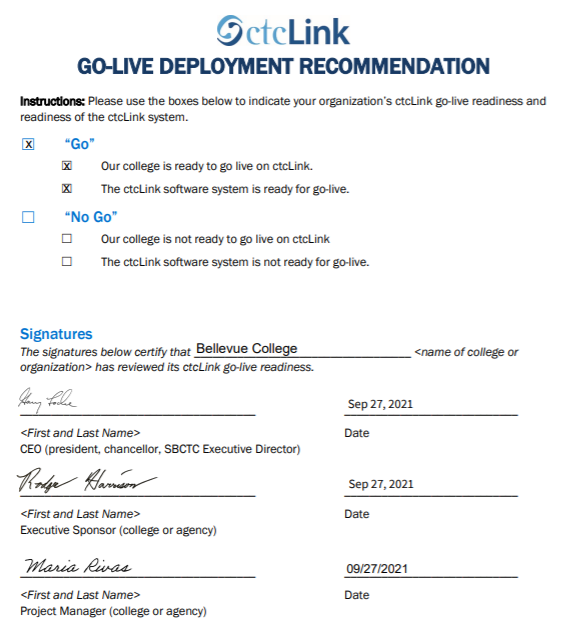 ctcLink
GO-LIVE DEPLOYMENT RECOMMENDATION
Instructions: Please use the boxes below to indicate your organization's ctcLink go-live readiness and
readiness of the ctcLink system.
X “Go”
X Our college is ready to go live on ctcLink.
X The ctcLink software system is ready for go-live.
“No Go”
Our college is not ready to go live on ctcLink
The ctcLink software system is not ready for go-live.
Signatures
The signatures below certify that Bellevue College <name of college or
organization> has reviewed its ctcLink go-live readiness.
Sep 27, 2021
<First and Last Name> Date
CEO (president, chancellor, SBCTC Executive Director)
Rodger Harrison Sep 27, 2021
<First and Last Name> Date
Executive Sponsor (college or agency)
Maria Rivas 09/27/2021
<First and Last Name> Date
Project Manager (college or agency)